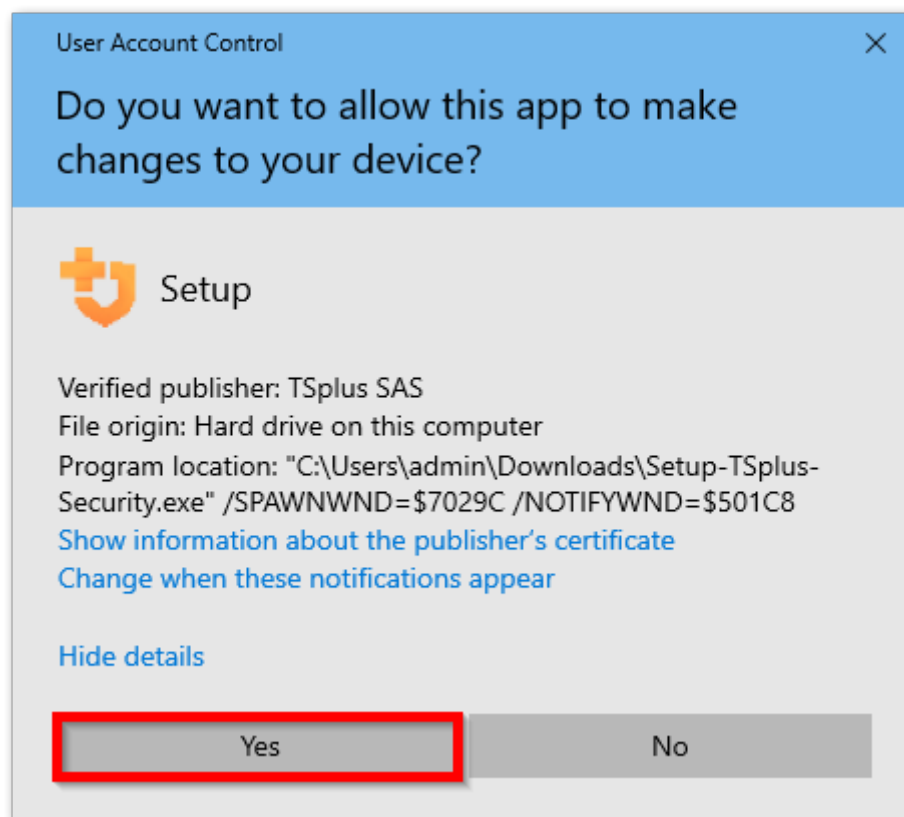 User Account Control
Do you want to allow this app to make
changes to your device?
Setup
Verified publisher: TSplus SAS
File origin: Hard drive on this computer
Program location: "C:\Users\admin\Downloads\Setup-TSplus-
Security.exe" /SPAWNWND=$7029C /NOTIFYWND=$501C8
Show information about the publisher’s certificate
Change when these notifications appear
Hide details
Yes
No